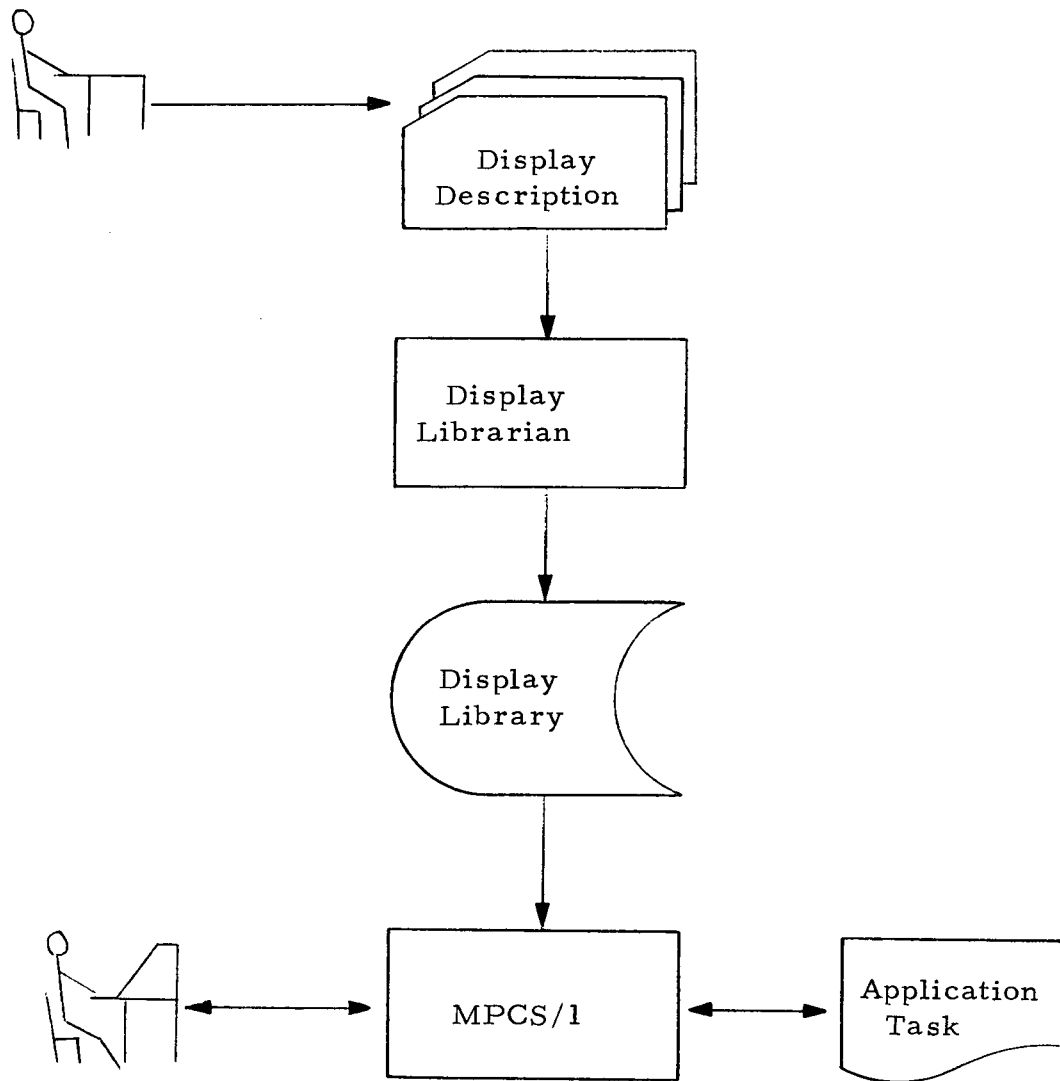 Display
Description
Display
Librarian
Display
Library
MPCS/1
Application
Task